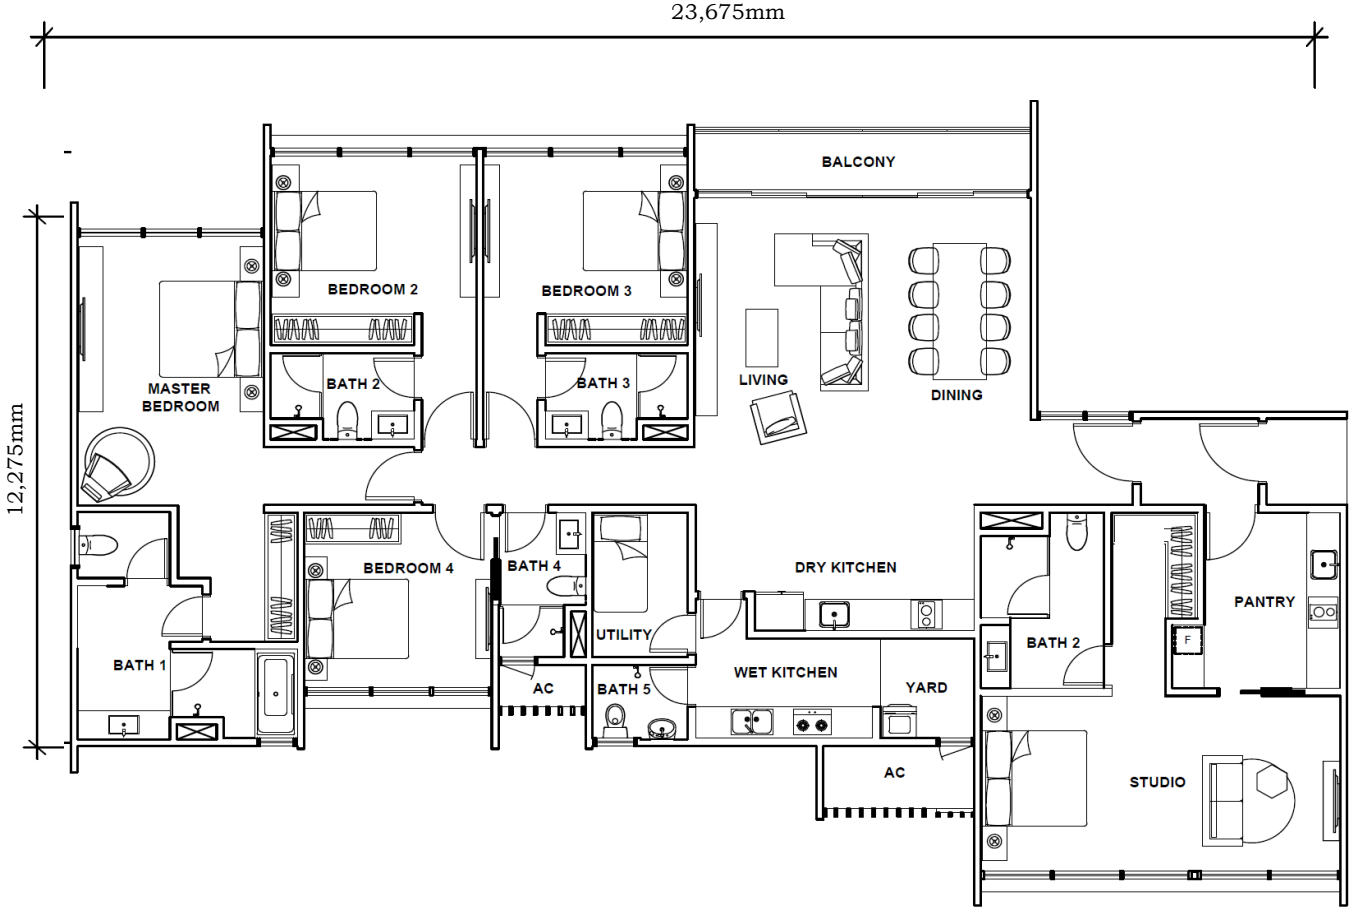 23,675mm
BALCONY
BEDROOM 2
BEDROOM 3
BATH 2
BATH 3
LIVING
DINING
MASTER
BEDROOM
12,275mm
BEDROOM 4
BATH 4
DRY KITCHEN
PANTRY
UTILITY
F
BATH 2
BATH 1
WET KITCHEN
AC
BATH 5
YARD
AC
STUDIO